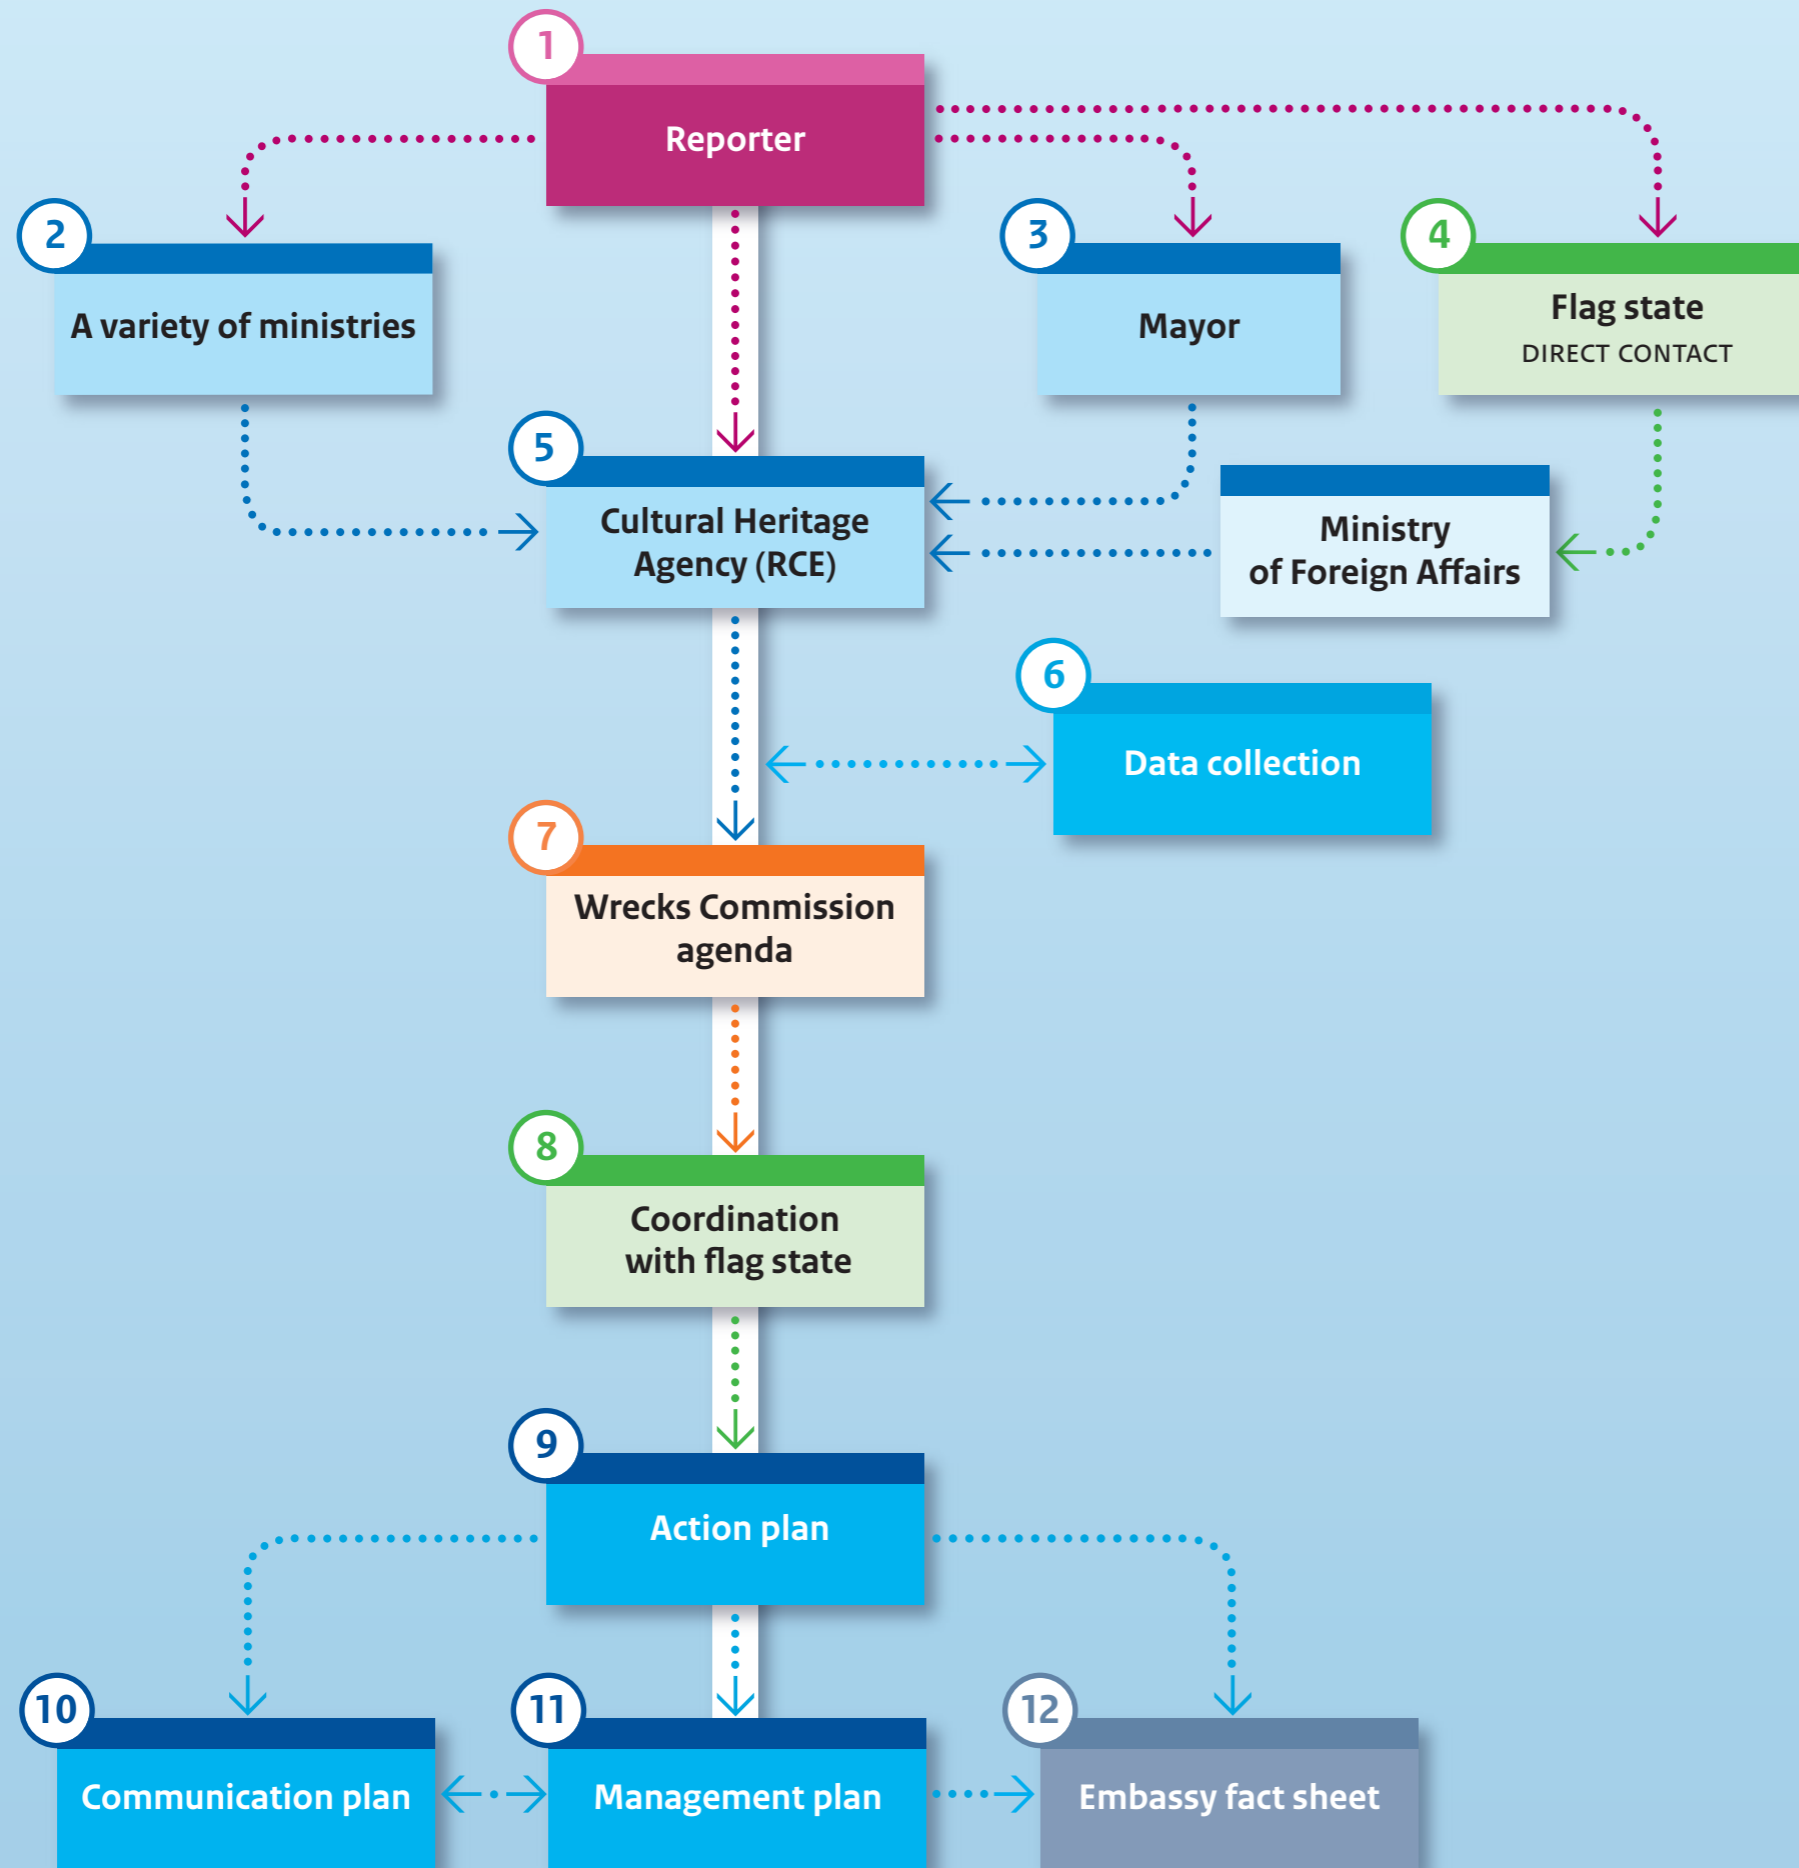 1
Reporter
2
A variety of ministries
3
Mayor
4
Flag state
DIRECT CONTACT
5
Cultural Heritage
Agency (RCE)
Ministry
of Foreign Affairs
6
Data collection
7
Wrecks Commission
agenda
8
Coordination
with flag state
9
Action plan
10
Communication plan
11
Management plan
12
Embassy fact sheet